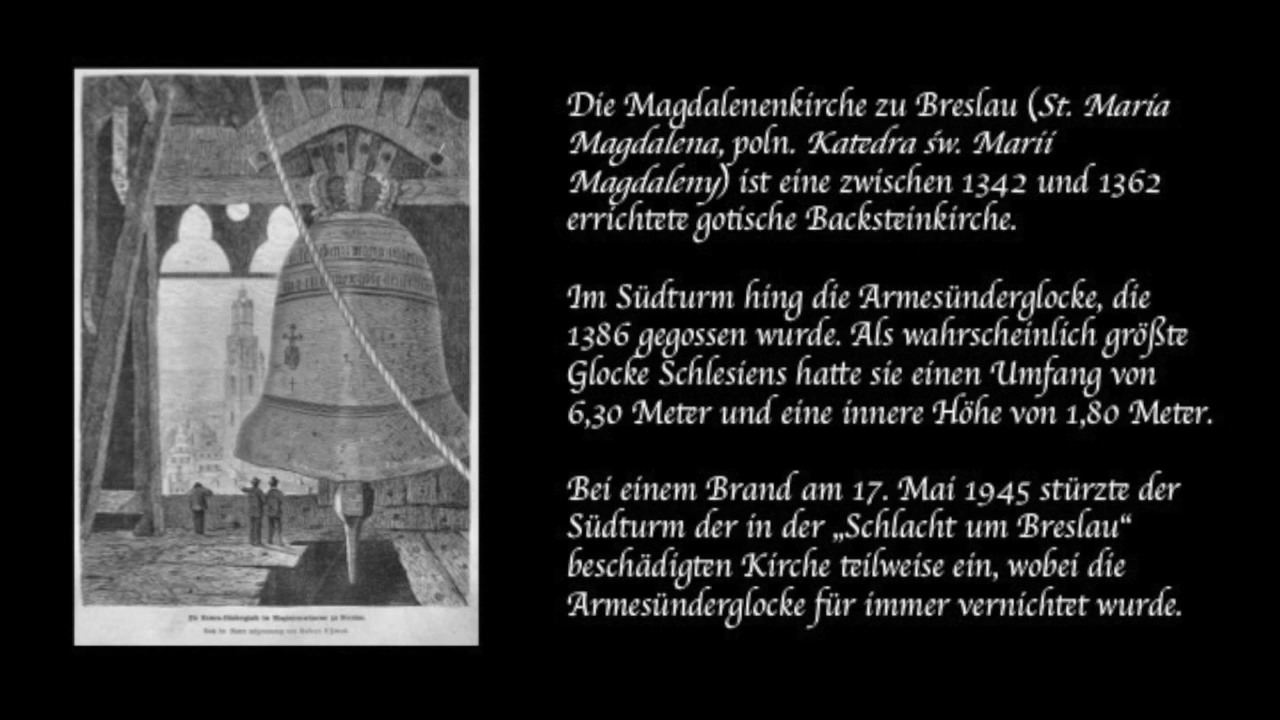 Die Magdalenenkirche zu Breslau (St. Maria
Magdalena, poln. Katedra św. Marii
Magdaleny) ist eine zwischen 1342 und 1362
errichtete gotische Backsteinkirche.
Im Südturm hing die Armesünderglocke, die
1386 gegossen wurde. Als wahrscheinlich größte
Glocke Schlesiens hatte sie einen Umfang von
6,30 Meter und eine innere Höhe von 1,80 Meter.
Bei einem Brand am 17. Mai 1945 stürzte der
Südturm der in der „Schlacht um Breslau“
beschädigten Kirche teilweise ein, wobei die
Armesünderglocke für immer vernichtet wurde.